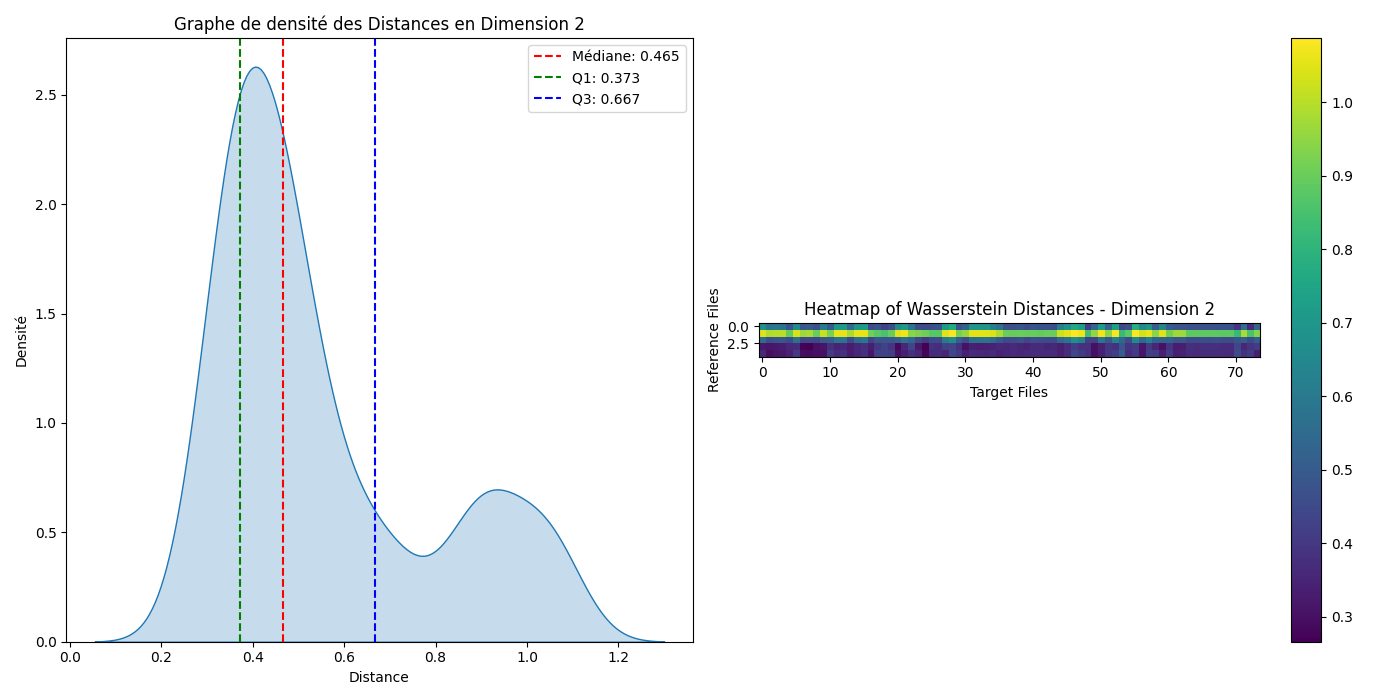 Graphe de densité des Distances en Dimension 2
Médiane: 0.465
Q1: 0.373
Q3: 0.667
2.5
2.0
1.5
1.0
0.5
0.0
Densité
0.0 0.2 0.4 0.6 0.8 1.0 1.2
Distance
Heatmap of Wasserstein Distances - Dimension 2
Reference Files
0.0
2.5
0 10 20 30 40 50 60 70
Target Files
1.0
0.9
0.8
0.7
0.6
0.5
0.4
0.3